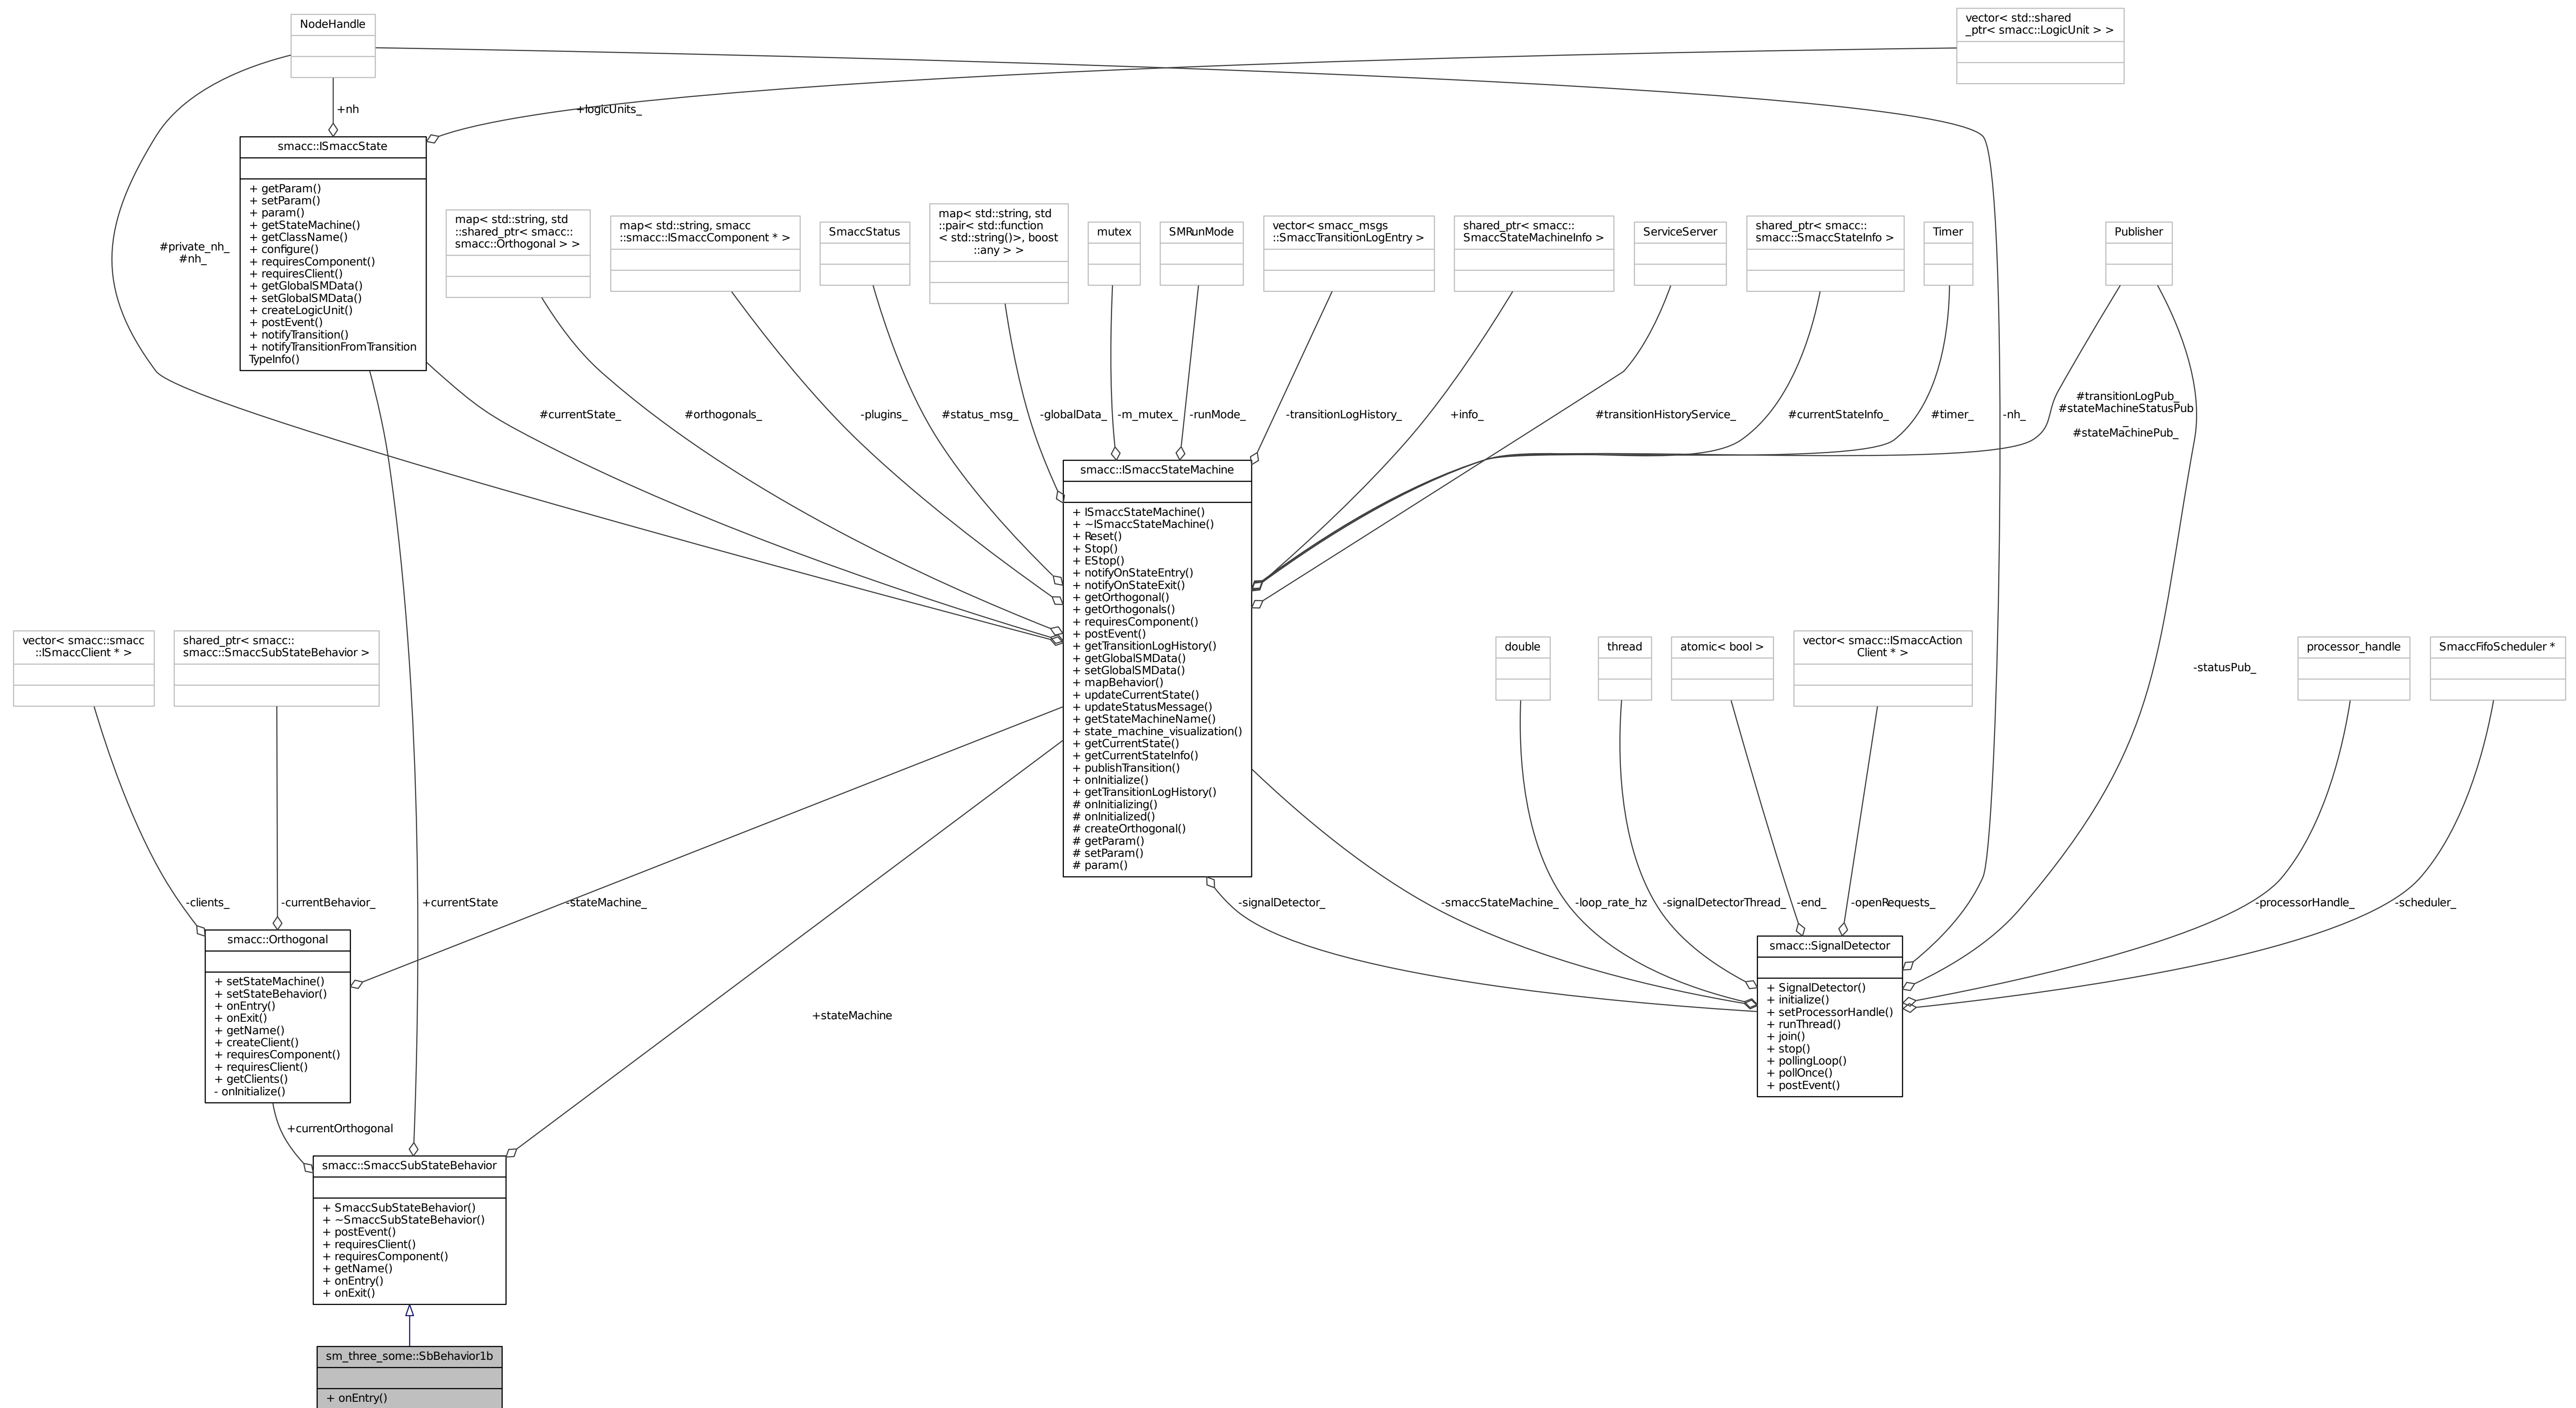 NodeHandle
vector< std::shared
_ptr< smacc::LogicUnit > >
+nh
+logicUnits_
smacc::ISmaccState
+ getParam()
+ setParam()
+ param()
+ getStateMachine()
+ getClassName()
+ configure()
+ requiresComponent()
+ requiresClient()
+ getGlobalSMData()
+ setGlobalSMData()
+ createLogicUnit()
+ postEvent()
+ notifyTransition()
+ notifyTransitionFromTransition
TypeInfo()
#private_nh_
#nh_
map< std::string, std
::shared_ptr< smacc::
smacc::Orthogonal > >
map< std::string, smacc
::smacc::ISmaccComponent * >
SmaccStatus
map< std::string, std
::pair< std::function
< std::string()>, boost
::any > >
mutex
SMRunMode
vector< smacc_msgs
::SmaccTransitionLogEntry >
shared_ptr< smacc::
SmaccStateMachineInfo >
ServiceServer
shared_ptr< smacc::
smacc::SmaccStateInfo >
Timer
Publisher
#currentState_
#orthogonals_
-plugins_
#status_msg_
-globalData_
-m_mutex_
-runMode_
-transitionLogHistory_
+info_
#transitionHistoryService_
#currentStateInfo_
#timer_
-nh_
#transitionLogPub_
#stateMachineStatusPub
_
#stateMachinePub_
smacc::ISmaccStateMachine
+ ISmaccStateMachine()
+ ~ISmaccStateMachine()
+ Reset()
+ Stop()
+ EStop()
+ notifyOnStateEntry()
+ notifyOnStateExit()
+ getOrthogonal()
+ getOrthogonals()
+ requiresComponent()
+ postEvent()
+ getTransitionLogHistory()
+ getGlobalSMData()
+ setGlobalSMData()
+ mapBehavior()
+ updateCurrentState()
+ updateStatusMessage()
+ getStateMachineName()
+ state_machine_visualization()
+ getCurrentState()
+ getCurrentStateInfo()
+ publishTransition()
+ onInitialize()
+ getTransitionLogHistory()
# onInitializing()
# onInitialized()
# createOrthogonal()
# getParam()
# setParam()
# param()
vector< smacc::smacc
::ISmaccClient * >
shared_ptr< smacc::
smacc::SmaccSubStateBehavior >
double
thread
atomic< bool >
vector< smacc::ISmaccAction
Client * >
-statusPub_
processor_handle
SmaccFifoScheduler *
-clients_
-currentBehavior_
+currentState
-stateMachine_
-signalDetector_
-smaccStateMachine_
-loop_rate_hz
-signalDetectorThread_
-end_
-openRequests_
-processorHandle_
-scheduler_
smacc::Orthogonal
+ setStateMachine()
+ setStateBehavior()
+ onEntry()
+ onExit()
+ getName()
+ createClient()
+ requiresComponent()
+ requiresClient()
+ getClients()
- onInitialize()
smacc::SignalDetector
+ SignalDetector()
+ initialize()
+ setProcessorHandle()
+ runThread()
+ join()
+ stop()
+ pollingLoop()
+ pollOnce()
+ postEvent()
+stateMachine
+currentOrthogonal
smacc::SmaccSubStateBehavior
+ SmaccSubStateBehavior()
+ ~SmaccSubStateBehavior()
+ postEvent()
+ requiresClient()
+ requiresComponent()
+ getName()
+ onEntry()
+ onExit()
sm_three_some::SbBehavior1b
+ onEntry()